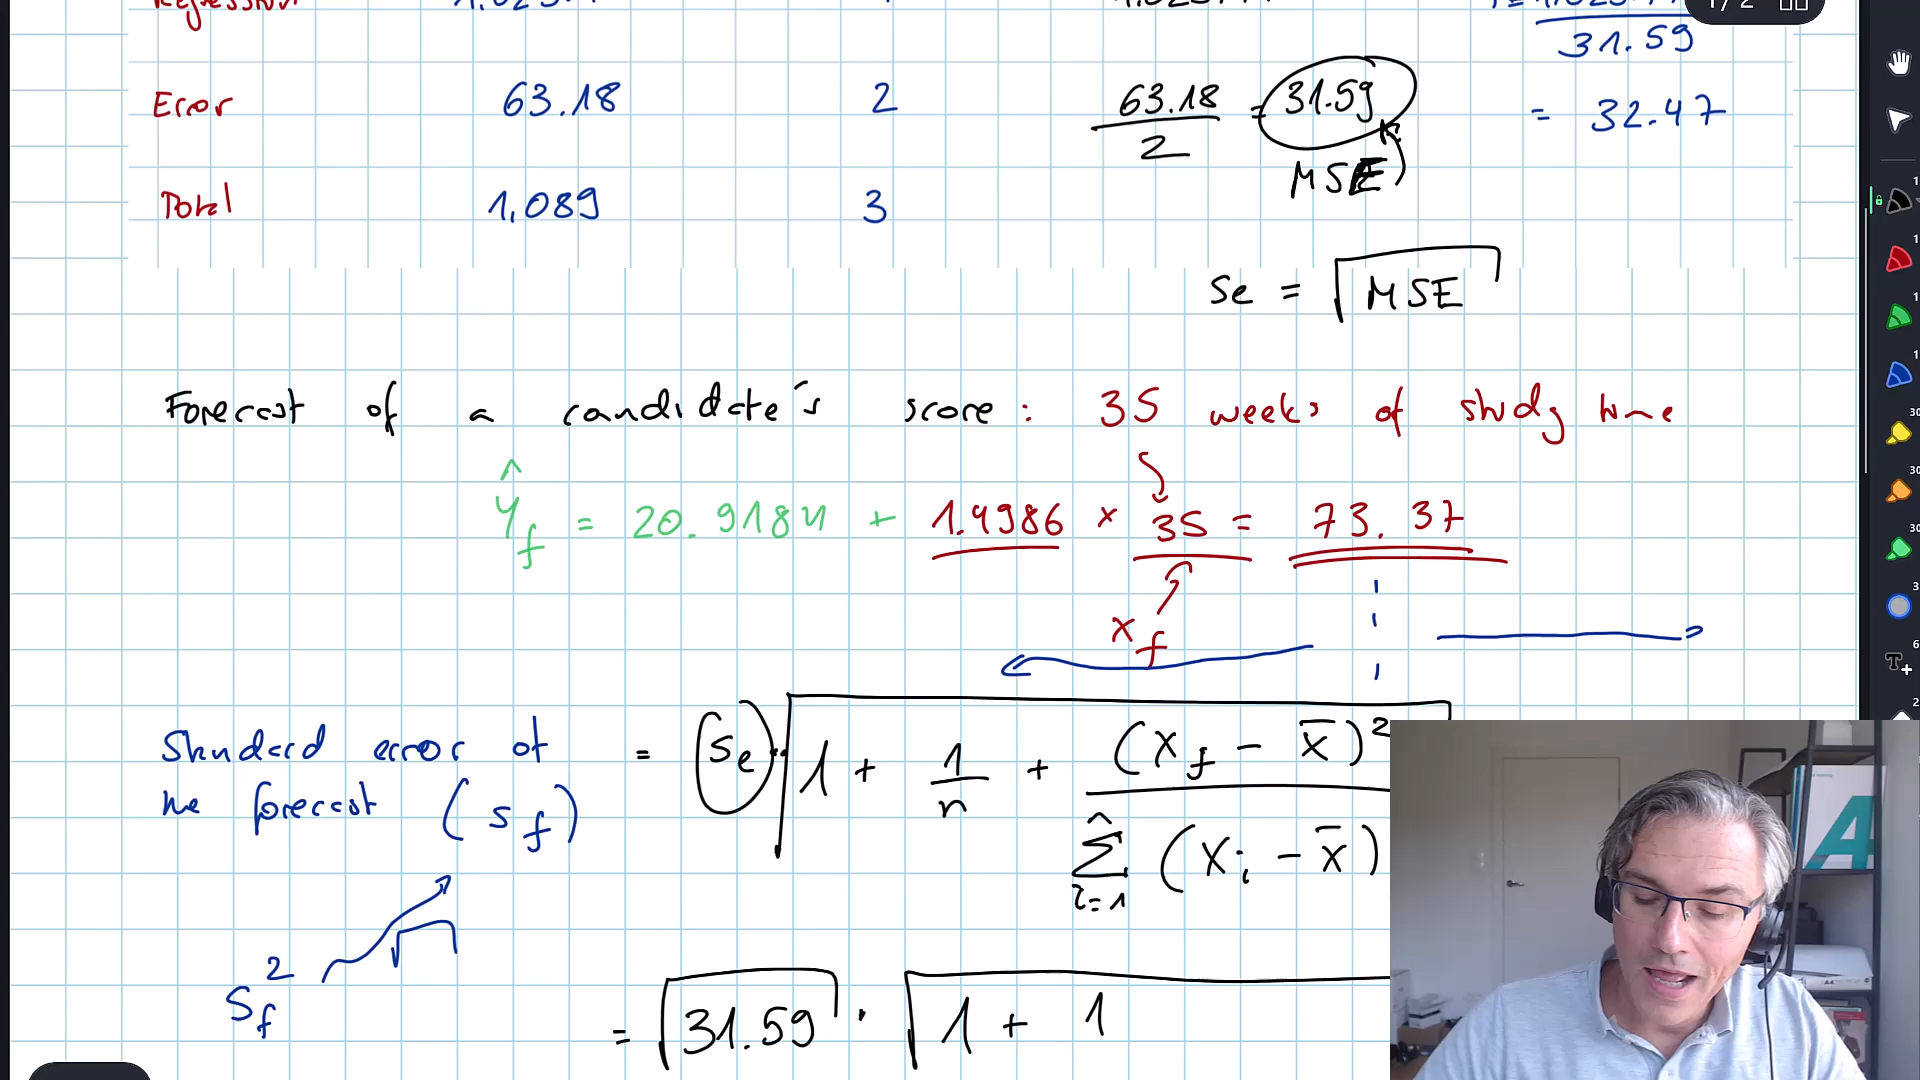 31.59
Error 63.18 2 63.18 / 2 = 31.59 = 32.47
MSE
Total 1,089 3
Se = √MSE
Forecast of a candidate's score : 35 weeks of study time
ŷf = 20.9184 + 1.4986 × 35 = 73.37
xf
Standard error of = Se · √1 + 1/n + (xf - x̄)²
the forecast (sf) n Σ i=1 (xi - x̄)
Sf²
= √31.59 · √1 + 1